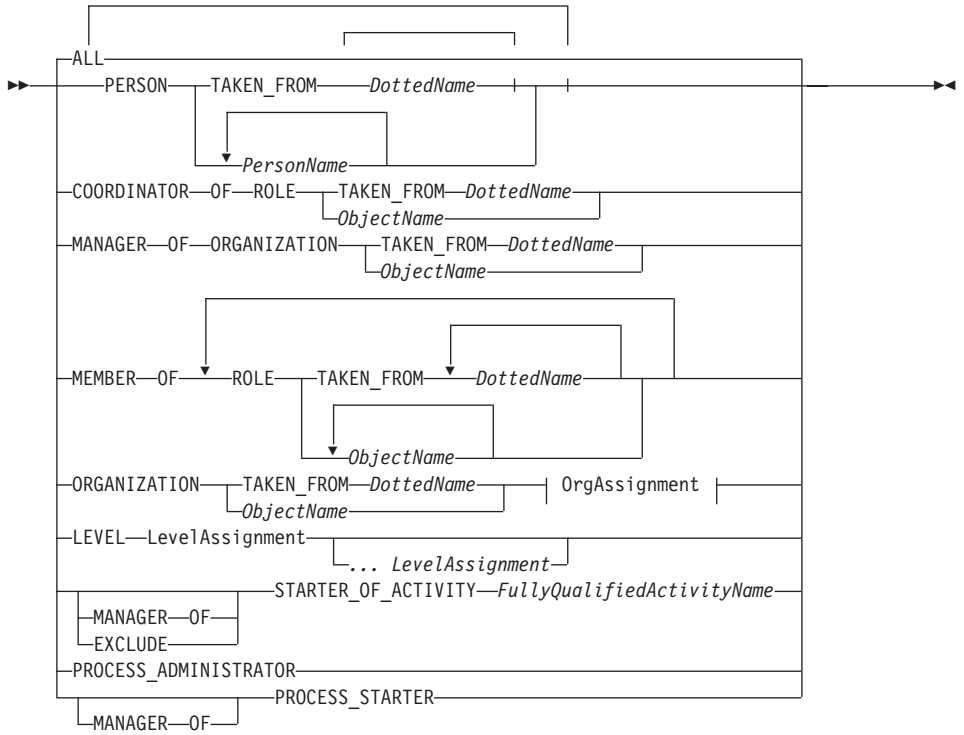 ALL
PERSON TAKEN_FROM DottedName
PersonName
COORDINATOR OF ROLE TAKEN_FROM DottedName
ObjectName
MANAGER OF ORGANIZATION TAKEN_FROM DottedName
ObjectName
MEMBER OF ROLE TAKEN_FROM DottedName
ObjectName
ORGANIZATION TAKEN_FROM DottedName OrgAssignment
ObjectName
LEVEL LevelAssignment
... LevelAssignment
STARTER_OF_ACTIVITY FullyQualifiedActivityName
MANAGER OF
EXCLUDE
PROCESS_ADMINISTRATOR
PROCESS_STARTER
MANAGER OF